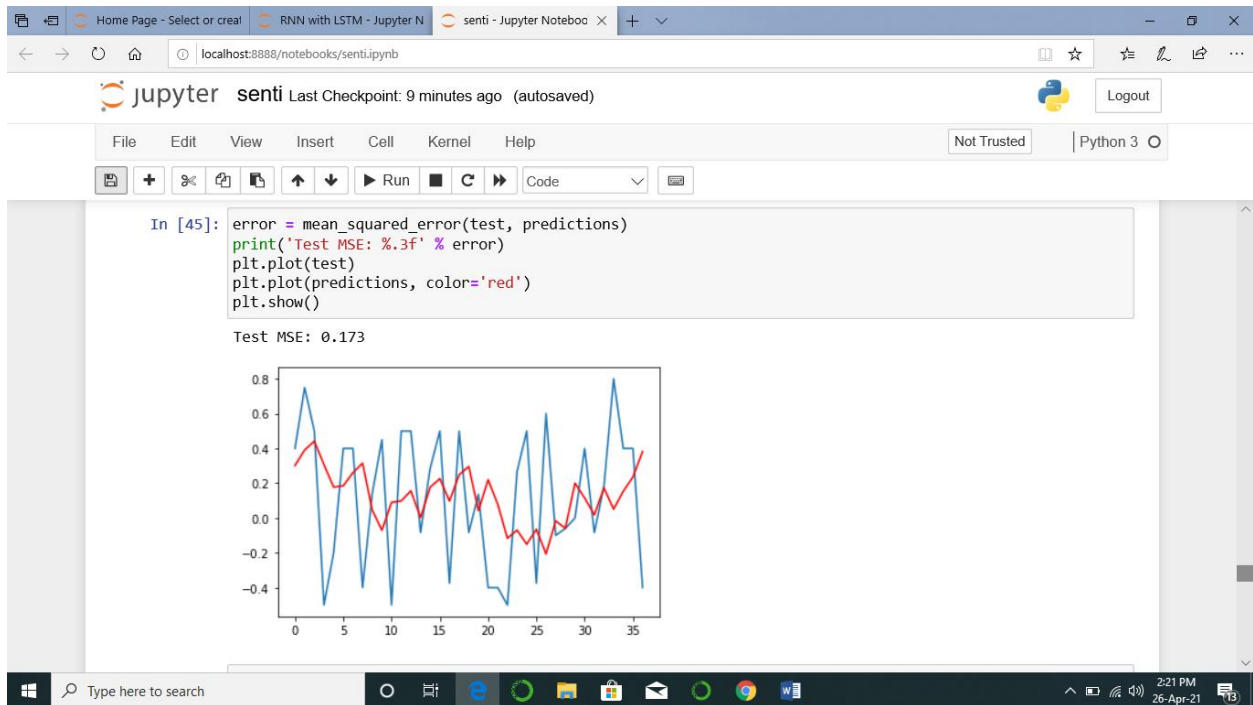 Home Page - Select or creat
RNN with LSTM - Jupyter N
senti - Jupyter Noteboo
localhost:8888/notebooks/senti.ipynb
jupyter senti Last Checkpoint: 9 minutes ago (autosaved)
Logout
File Edit View Insert Cell Kernel Help
Not Trusted
Python 3
Run
Code
In [45]: error = mean_squared_error(test, predictions)
print('Test MSE: %.3f' % error)
plt.plot(test)
plt.plot(predictions, color='red')
plt.show()
Test MSE: 0.173
0.8
0.6
0.4
0.2
0.0
−0.2
−0.4
0 5 10 15 20 25 30 35
Type here to search
2:21 PM
26-Apr-21
13